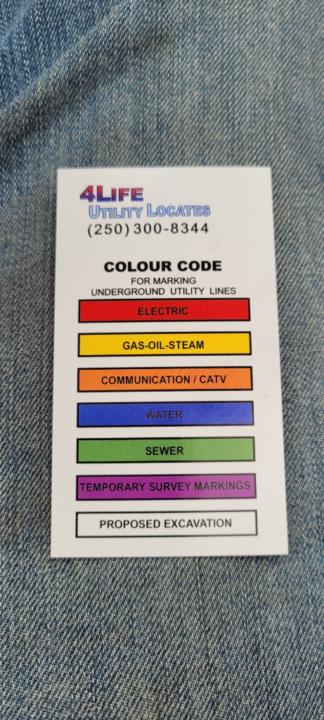 4LIFE
UTILITY LOCATES
(250) 300-8344
COLOUR CODE
FOR MARKING
UNDERGROUND UTILITY LINES
ELECTRIC
GAS-OIL-STEAM
COMMUNICATION / CATV
WATER
SEWER
TEMPORARY SURVEY MARKINGS
PROPOSED EXCAVATION